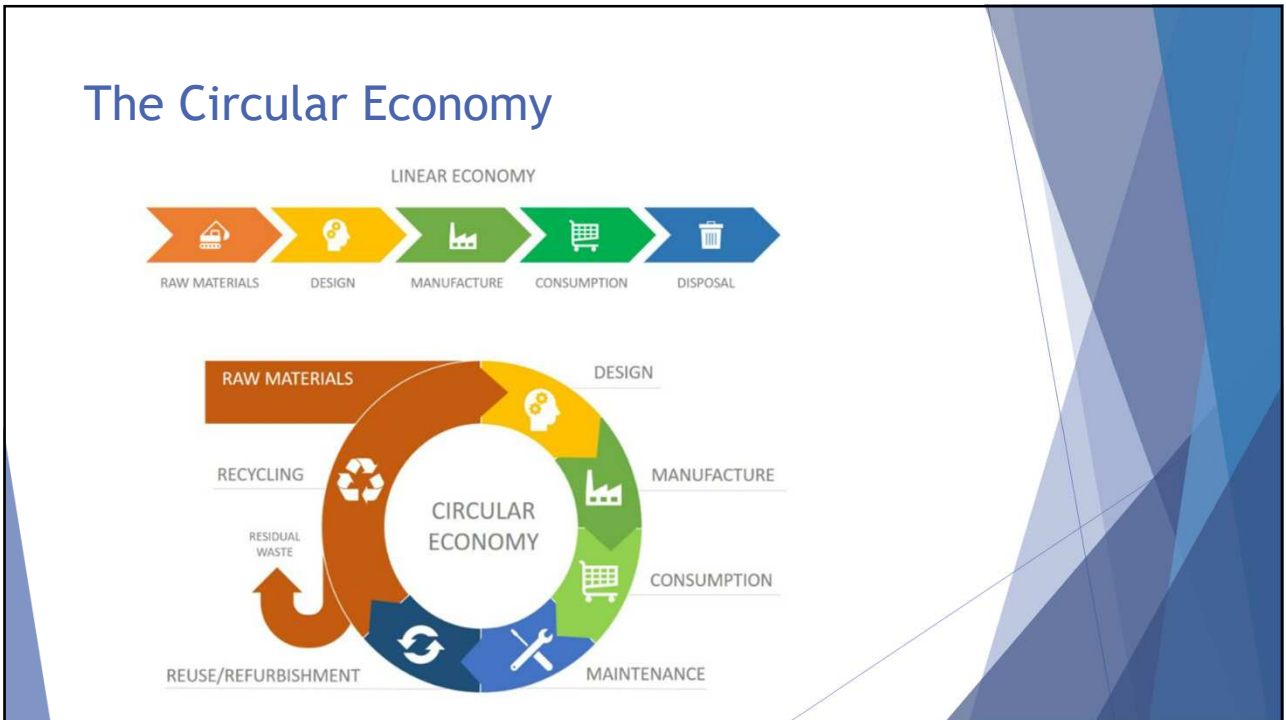 The Circular Economy
LINEAR ECONOMY
RAW MATERIALS
DESIGN
MANUFACTURE
CONSUMPTION
DISPOSAL
RAW MATERIALS
DESIGN
RECYCLING
MANUFACTURE
CIRCULAR
ECONOMY
RESIDUAL
WASTE
CONSUMPTION
REUSE/REFURBISHMENT
MAINTENANCE